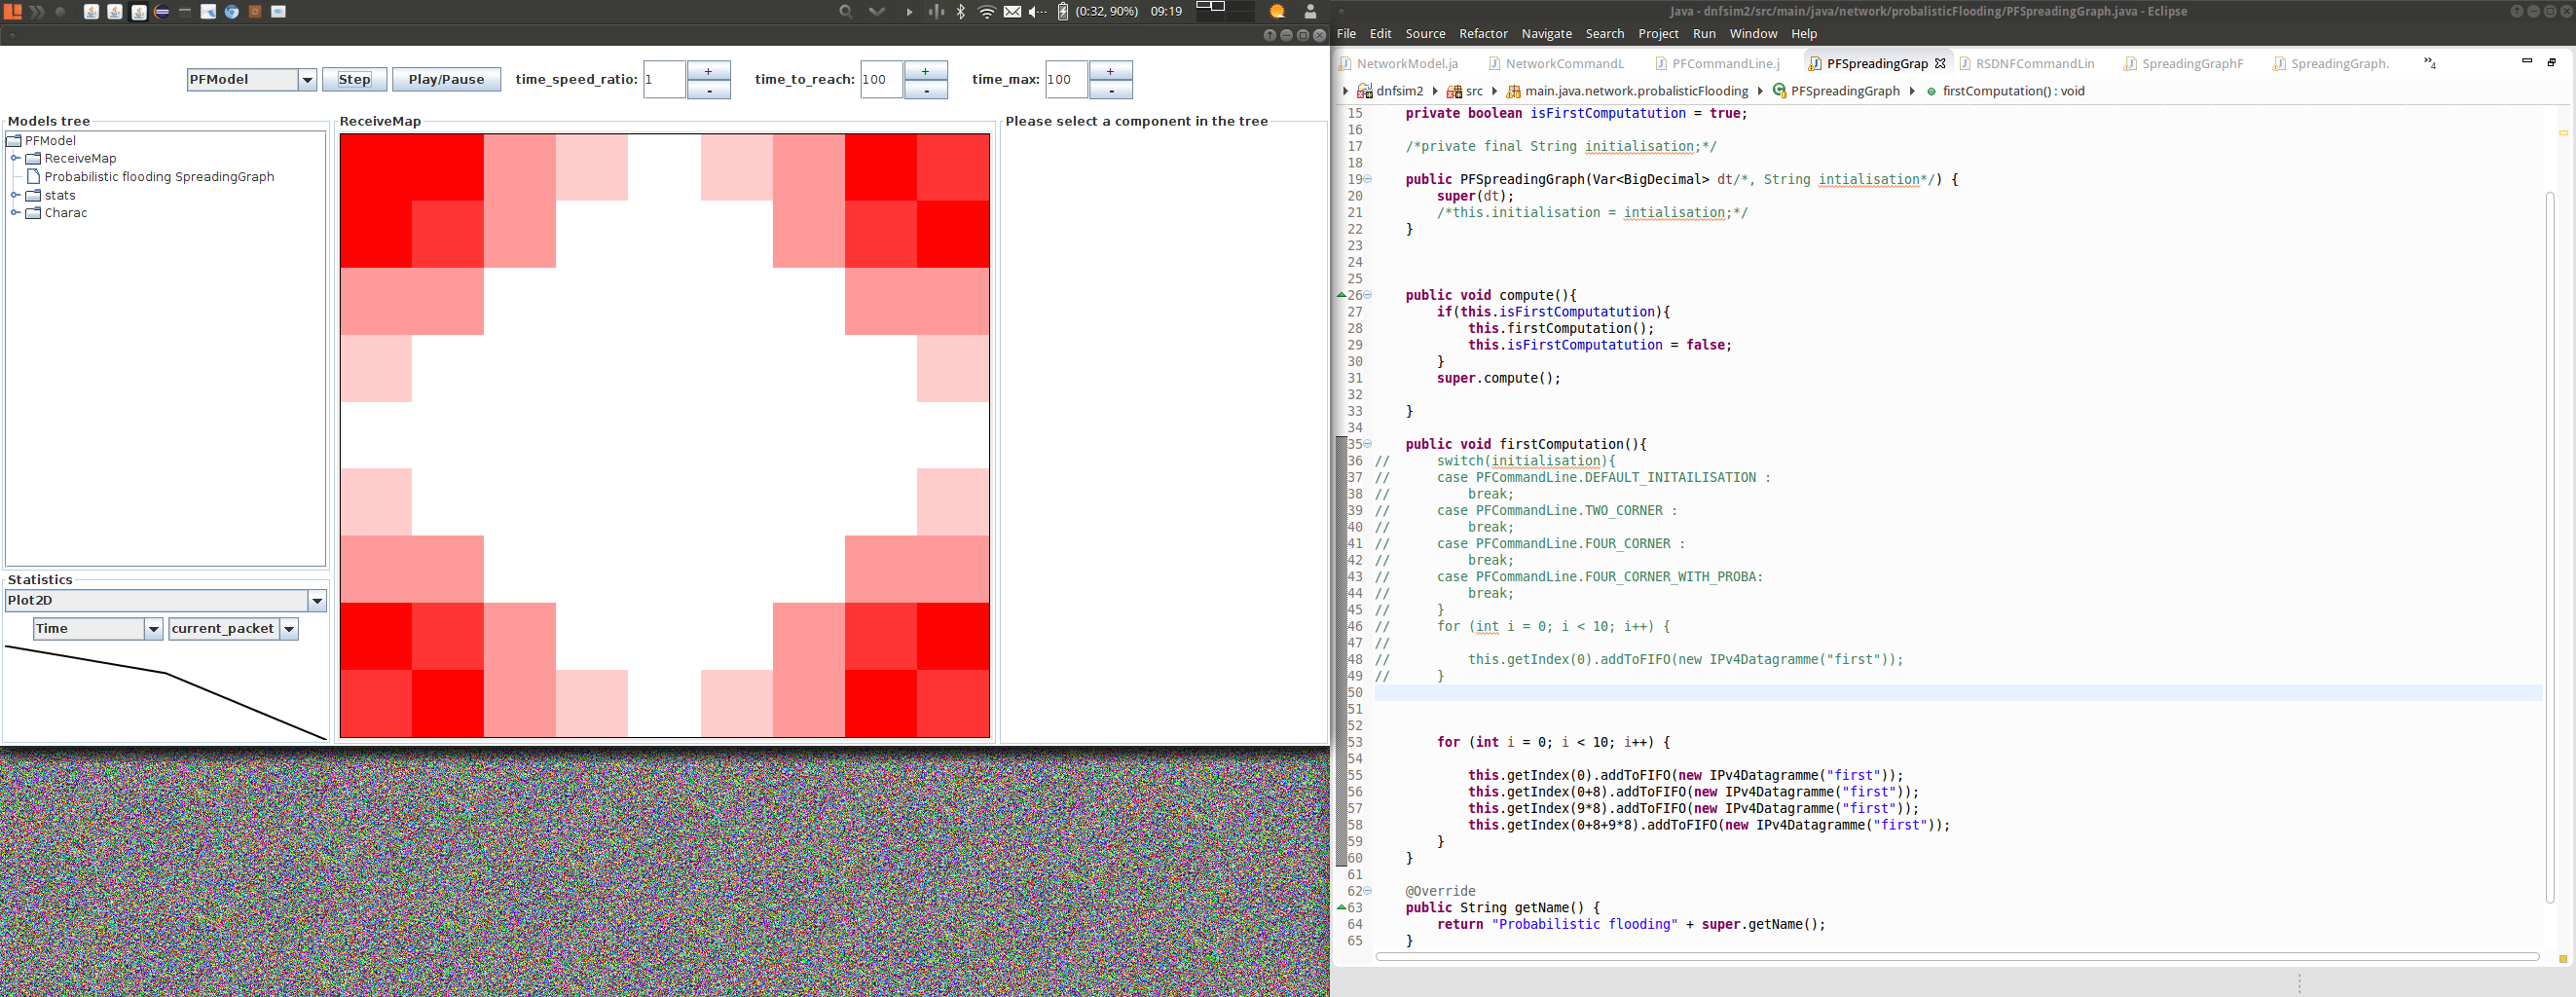 (0:32, 90%) 09:19
PFModel Step Play/Pause time_speed_ratio: 1 + - time_to_reach: 100 + - time_max: 100 + -
Models tree
PFModel
ReceiveMap
Probabilistic flooding SpreadingGraph
stats
Charac
Statistics
Plot2D
Time current_packet
ReceiveMap
Please select a component in the tree
Java - dnfsim2/src/main/java/network/probalisticFlooding/PFSpreadingGraph.java - Eclipse
File Edit Source Refactor Navigate Search Project Run Window Help
NetworkModel.ja NetworkCommandL PFCommandLine.j PFSpreadingGrap RSDNFCommandLin SpreadingGraphF SpreadingGraph. »4
dnfsim2 src main.java.network.probalisticFlooding PFSpreadingGraph firstComputation() : void
15 private boolean isFirstComputatution = true;
16
17 /*private final String initialisation;*/
18
19 public PFSpreadingGraph(Var<BigDecimal> dt/*, String intialisation*/) {
20 super(dt);
21 /*this.initialisation = intialisation;*/
22 }
23
24
25
26 public void compute(){
27 if(this.isFirstComputatution){
28 this.firstComputation();
29 this.isFirstComputatution = false;
30 }
31 super.compute();
32
33 }
34
35 public void firstComputation(){
36 // switch(initialisation){
37 // case PFCommandLine.DEFAULT_INITAILISATION :
38 // break;
39 // case PFCommandLine.TWO_CORNER :
40 // break;
41 // case PFCommandLine.FOUR_CORNER :
42 // break;
43 // case PFCommandLine.FOUR_CORNER_WITH_PROBA:
44 // break;
45 // }
46 // for (int i = 0; i < 10; i++) {
47 //
48 // this.getIndex(0).addToFIFO(new IPv4Datagramme("first"));
49 // }
50
51
52
53 for (int i = 0; i < 10; i++) {
54
55 this.getIndex(0).addToFIFO(new IPv4Datagramme("first"));
56 this.getIndex(0+8).addToFIFO(new IPv4Datagramme("first"));
57 this.getIndex(9*8).addToFIFO(new IPv4Datagramme("first"));
58 this.getIndex(0+8+9*8).addToFIFO(new IPv4Datagramme("first"));
59 }
60 }
61
62 @Override
63 public String getName() {
64 return "Probabilistic flooding" + super.getName();
65 }